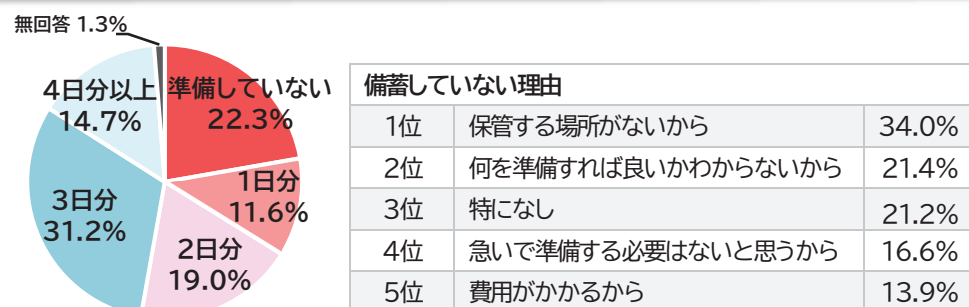 無回答 1.3%
4日分以上
14.7%
準備していない
22.3%
1日分
11.6%
3日分
31.2%
2日分
19.0%
備蓄していない理由
1位 保管する場所がないから 34.0%
2位 何を準備すれば良いかわからないから 21.4%
3位 特になし 21.2%
4位 急いで準備する必要はないと思うから 16.6%
5位 費用がかかるから 13.9%